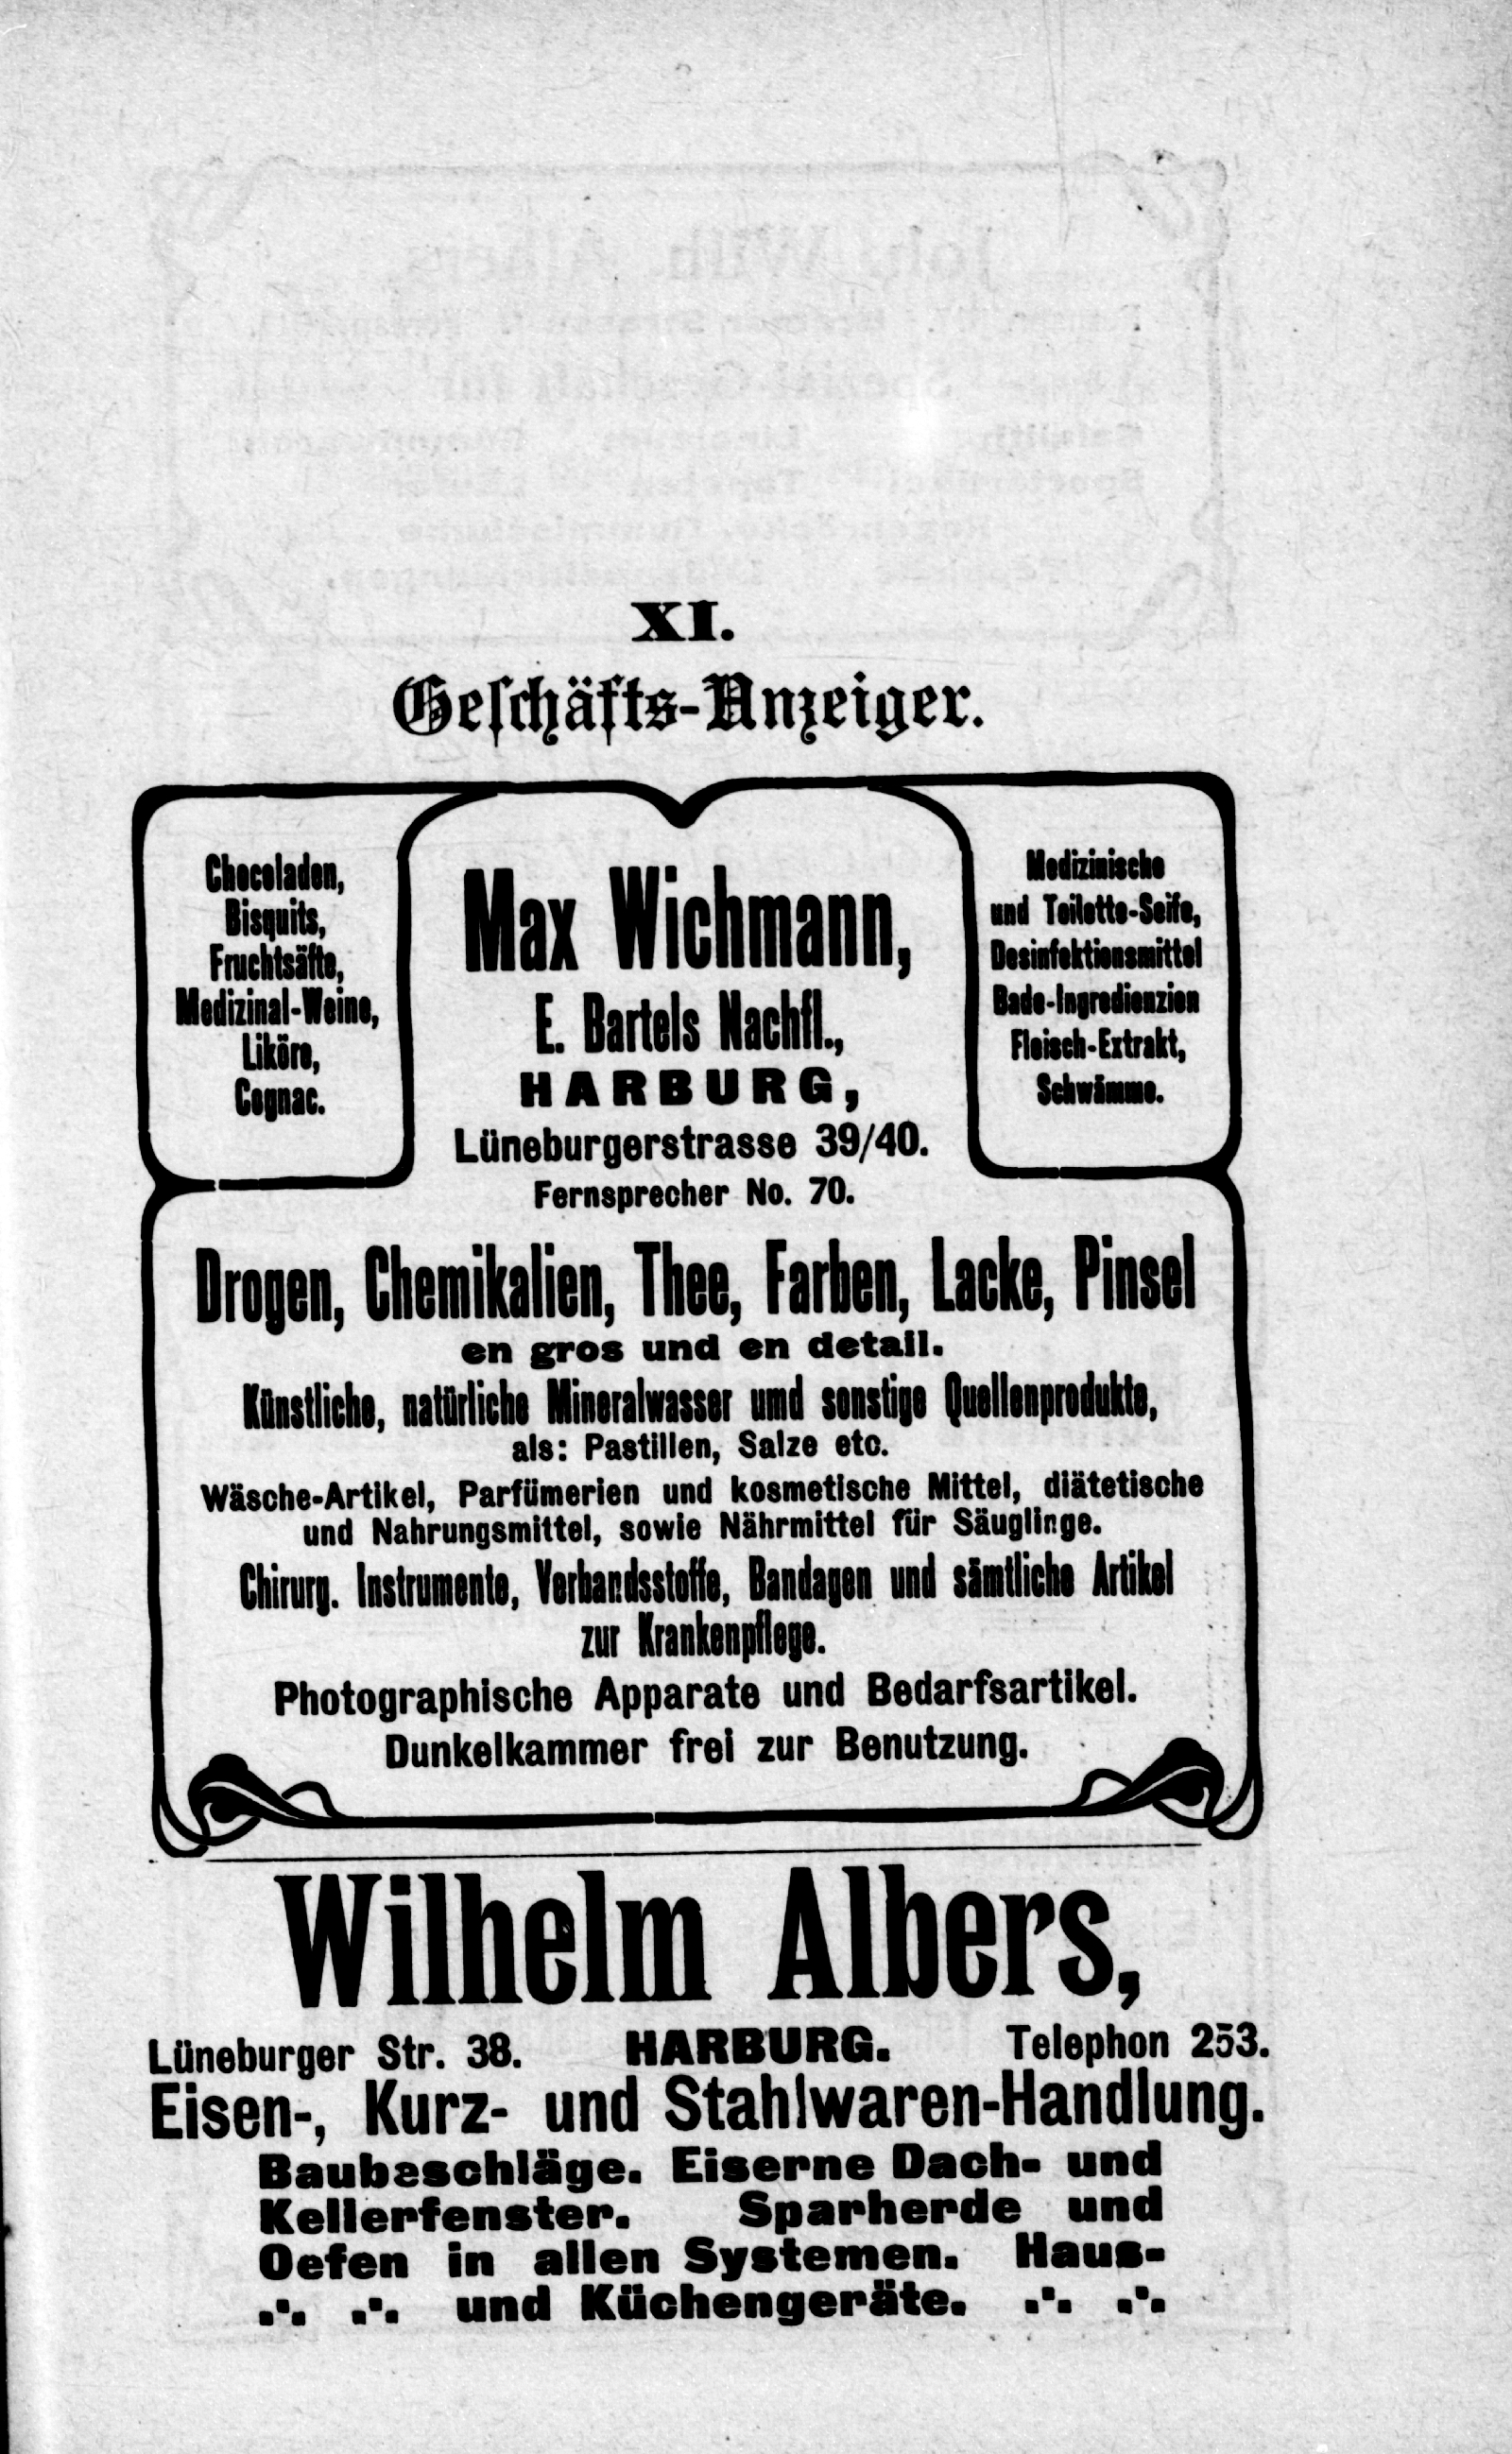 XI.
Geſchäfts-Anzeiger.
Chocoladen,
Bisquits,
Fruchtsäfte,
Medizinal-Weine,
Liköre,
Cognac.
Max Wichmann,
E. Bartels Nachfl.,
HARBURG,
Lüneburgerstrasse 39/40.
Fernsprecher No. 70.
Medizinische
und Toilette-Seife,
Desinfektionsmittel
Bade-Ingredienzien
Fleisch-Extrakt,
Schwämme.
Drogen, Chemikalien, Thee, Farben, Lacke, Pinsel
en gros und en detail.
Künstliche, natürliche Mineralwasser umd sonstige Quellenprodukte,
als: Pastillen, Salze etc.
Wäsche-Artikel, Parfümerien und kosmetische Mittel, diätetische
und Nahrungsmittel, sowie Nährmittel für Säuglinge.
Chirurg. Instrumente, Verbandsstoffe, Bandagen und sämtliche Artikel
zur Krankenpflege.
Photographische Apparate und Bedarfsartikel.
Dunkelkammer frei zur Benutzung.
Wilhelm Albers,
Lüneburger Str. 38. HARBURG. Telephon 253.
Eisen-, Kurz- und Stahlwaren-Handlung.
Baubeschläge. Eiserne Dach- und
Kellerfenster. Sparherde und
Oefen in allen Systemen. Haus-
und Küchengeräte.